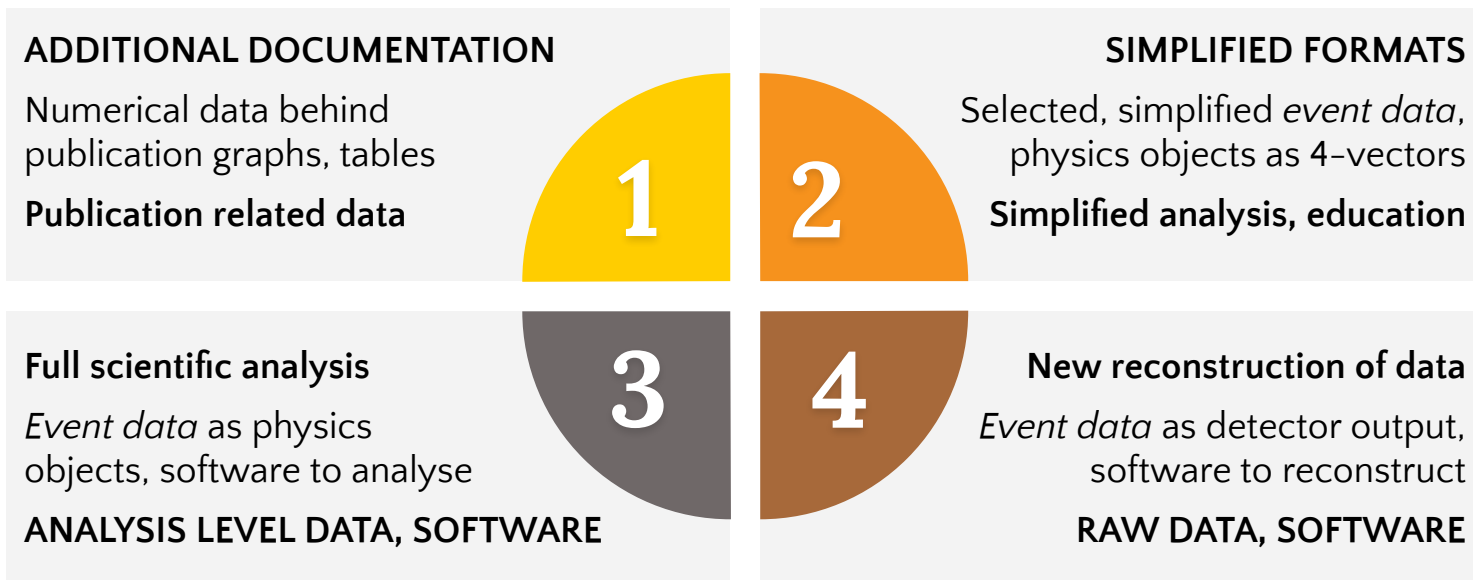 ADDITIONAL DOCUMENTATION
Numerical data behind
publication graphs, tables
Publication related data
1
SIMPLIFIED FORMATS
Selected, simplified event data,
physics objects as 4-vectors
Simplified analysis, education
2
Full scientific analysis
Event data as physics
objects, software to analyse
ANALYSIS LEVEL DATA, SOFTWARE
3
New reconstruction of data
Event data as detector output,
software to reconstruct
RAW DATA, SOFTWARE
4